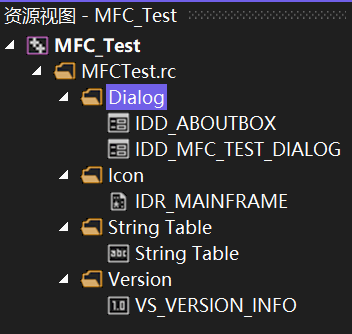 资源视图 - MFC_Test
MFC_Test
MFCTest.rc
Dialog
IDD_ABOUTBOX
IDD_MFC_TEST_DIALOG
Icon
IDR_MAINFRAME
String Table
abc String Table
Version
1.0 VS_VERSION_INFO